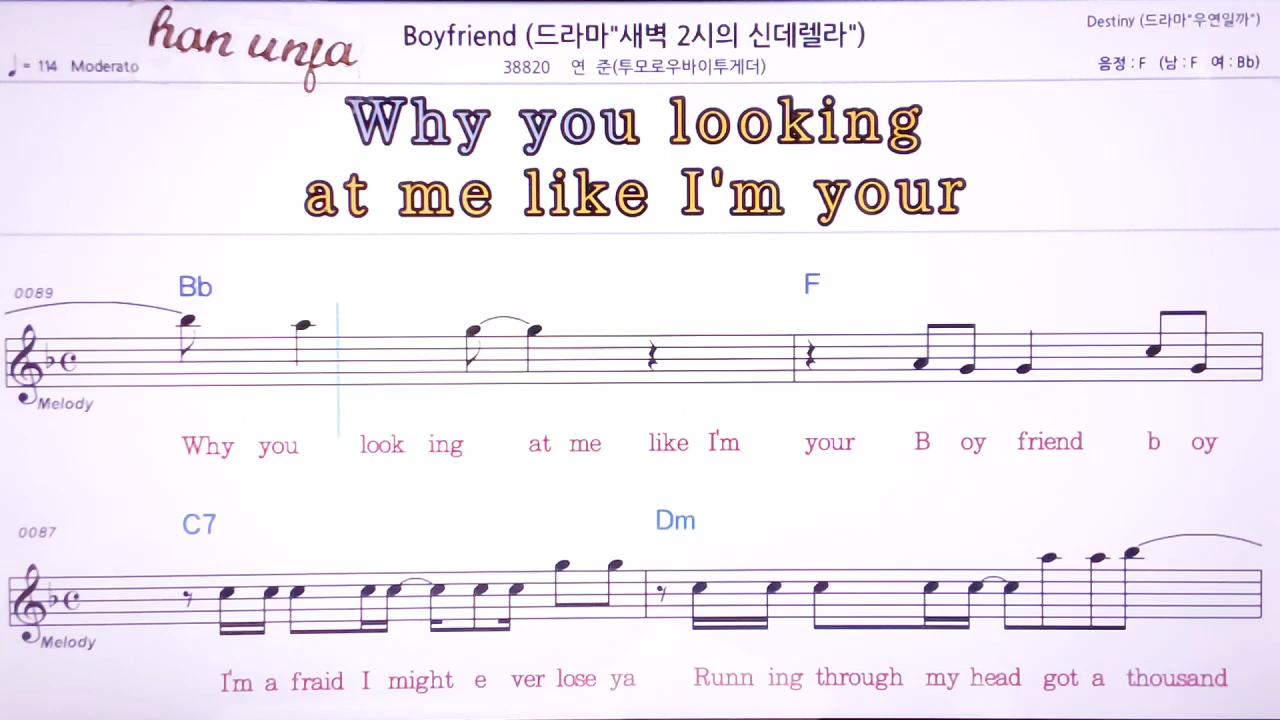 han unja
Boyfriend (드라마"새벽 2시의 신데렐라")
Destiny (드라마"우연일까")
♩ = 114 Moderato
38820 연 준(투모로우바이투게더)
음정 : F (남 : F 여 : Bb)
Why you looking
at me like I'm your
0089
Bb F
Melody
Why you look ing at me like I'm your B oy friend b oy
0087
C7 Dm
Melody
I'm a fraid I might e ver lose ya Runn ing through my head got a thousand